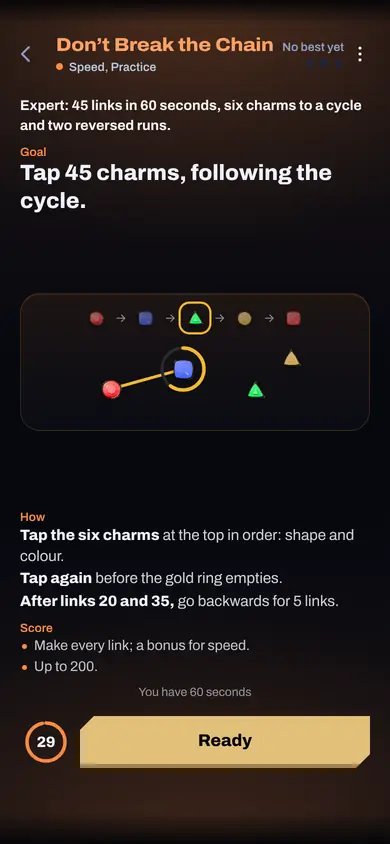 Don’t Break the Chain
No best yet
Speed, Practice
Expert: 45 links in 60 seconds, six charms to a cycle
and two reversed runs.
Goal
Tap 45 charms, following the
cycle.
How
Tap the six charms at the top in order: shape and
colour.
Tap again before the gold ring empties.
After links 20 and 35, go backwards for 5 links.
Score
Make every link; a bonus for speed.
Up to 200.
You have 60 seconds
29
Ready